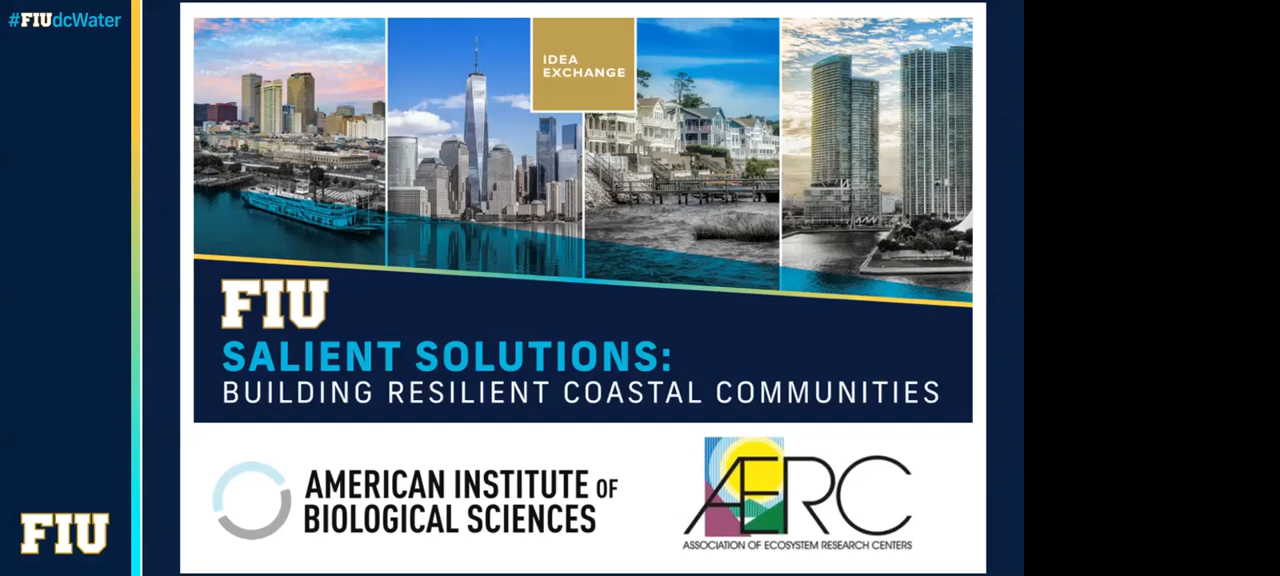 #FIUdcWater
IDEA
EXCHANGE
FIU
SALIENT SOLUTIONS:
BUILDING RESILIENT COASTAL COMMUNITIES
AMERICAN INSTITUTE OF
BIOLOGICAL SCIENCES
ÆRC
ASSOCIATION OF ECOSYSTEM RESEARCH CENTERS
FIU